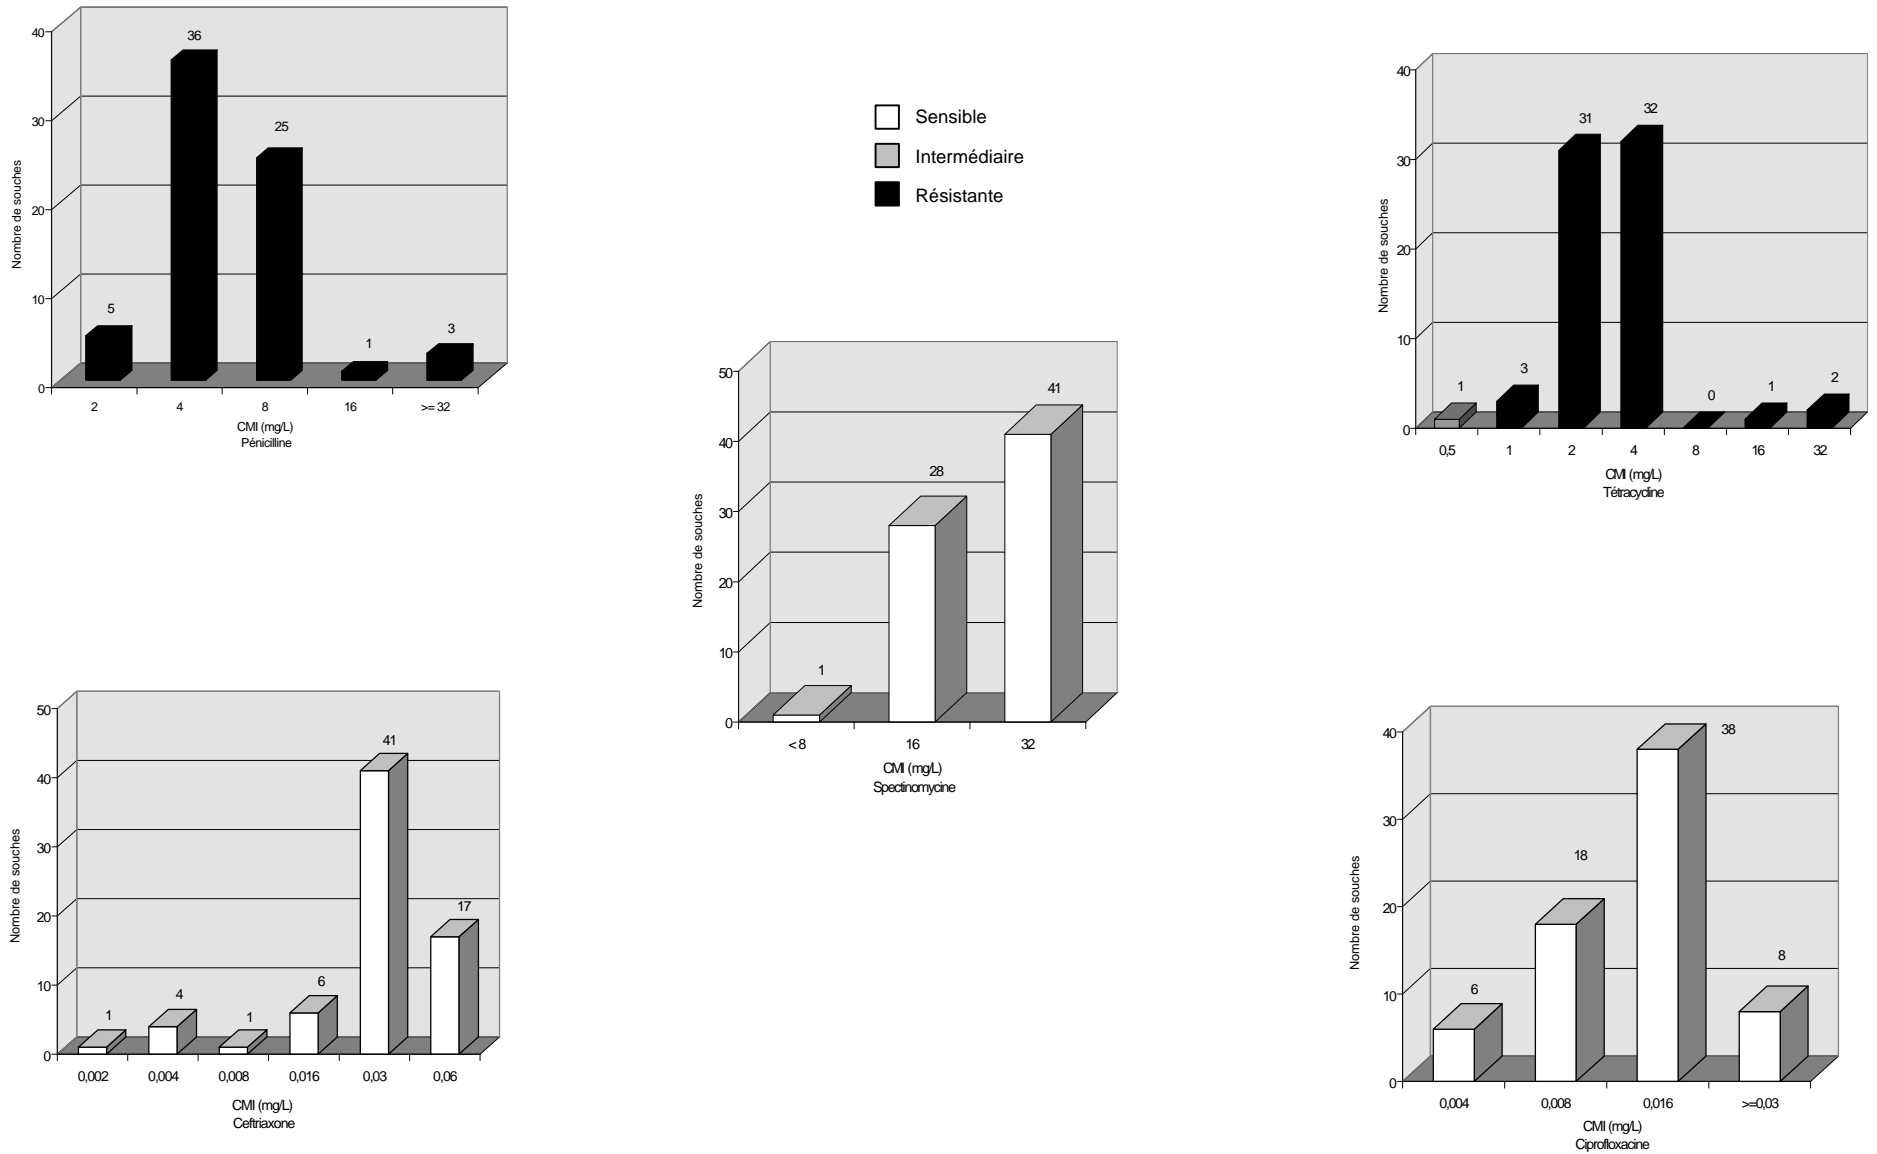 40
30
20
10
0
Nombre de souches
36
25
5
1
3
2 4 8 16 >= 32
CMI (mg/L)
Pénicilline
Sensible
Intermédiaire
Résistante
40
30
20
10
0
Nombre de souches
1
3
31
32
0
1
2
0,5 1 2 4 8 16 32
CMI (mg/L)
Tétracycline
50
40
30
20
10
0
Nombre de souches
1
28
41
< 8 16 32
CMI (mg/L)
Spectinomycine
50
40
30
20
10
0
Nombre de souches
1
4
1
6
41
17
0,002 0,004 0,008 0,016 0,03 0,06
CMI (mg/L)
Ceftriaxone
40
30
20
10
0
Nombre de souches
6
18
38
8
0,004 0,008 0,016 >=0,03
CMI (mg/L)
Ciprofloxacine